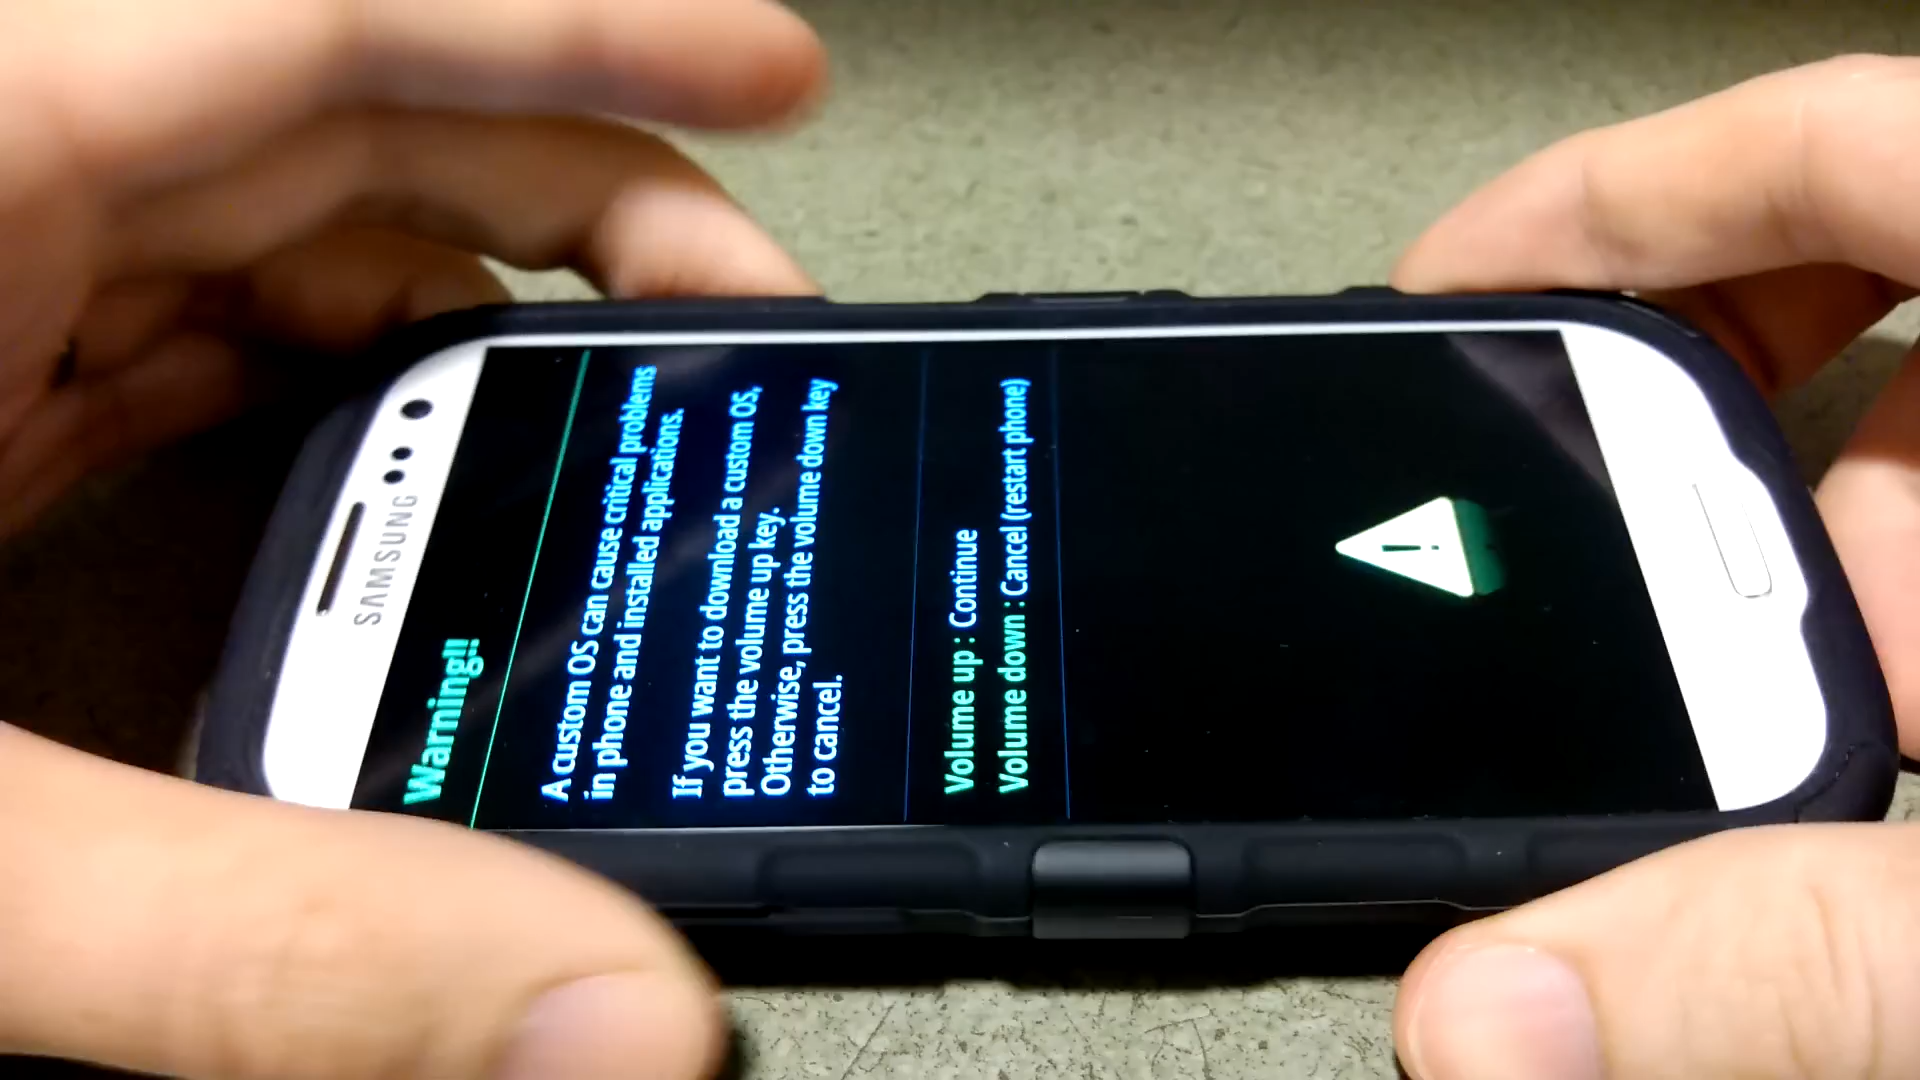 SAMSUNG
Warning!!
A custom OS can cause critical problems
in phone and installed applications.
If you want to download a custom OS,
press the volume up key.
Otherwise, press the volume down key
to cancel.
Volume up : Continue
Volume down : Cancel (restart phone)